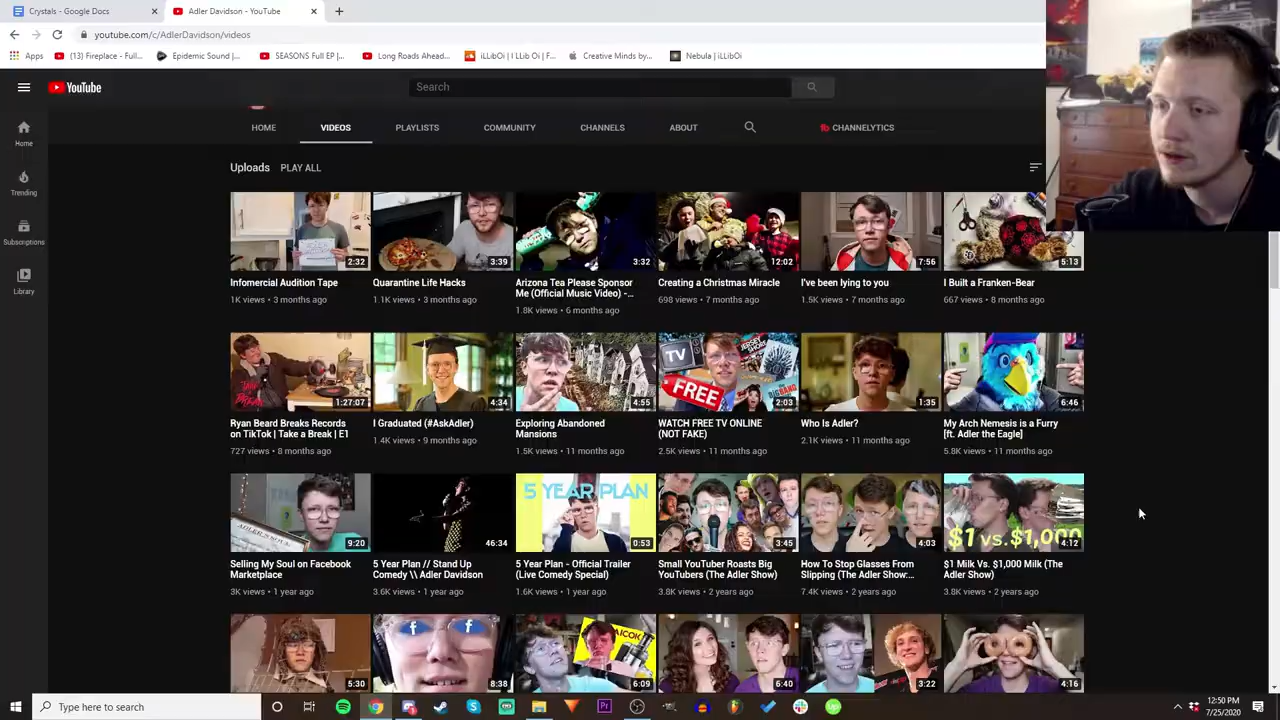 Crystals - Google Docs
Adler Davidson - YouTube
youtube.com/c/AdlerDavidson/videos
Apps
(13) Fireplace - Full...
Epidemic Sound |...
SEASONS Full EP |...
Long Roads Ahead...
iLLibOi | I LLib Oi | F...
Creative Minds by...
Nebula | iLLibOi
YouTube
Search
Home
Trending
Subscriptions
Library
HOME
VIDEOS
PLAYLISTS
COMMUNITY
CHANNELS
ABOUT
CHANNELYTICS
Uploads PLAY ALL
2:32
3:39
3:32
12:02
7:56
5:13
Infomercial Audition Tape
1K views • 3 months ago
Quarantine Life Hacks
1.1K views • 3 months ago
Arizona Tea Please Sponsor
Me (Official Music Video) -...
1.8K views • 6 months ago
Creating a Christmas Miracle
698 views • 7 months ago
I've been lying to you
1.5K views • 7 months ago
I Built a Franken-Bear
667 views • 8 months ago
1:27:07
4:34
4:55
TV
FREE
2:03
1:35
6:46
Ryan Beard Breaks Records
on TikTok | Take a Break | E1
727 views • 8 months ago
I Graduated (#AskAdler)
1.4K views • 9 months ago
Exploring Abandoned
Mansions
1.5K views • 11 months ago
WATCH FREE TV ONLINE
(NOT FAKE)
2.5K views • 11 months ago
Who Is Adler?
2.1K views • 11 months ago
My Arch Nemesis is a Furry
[ft. Adler the Eagle]
5.8K views • 11 months ago
9:20
46:34
5 YEAR PLAN
0:53
3:45
4:03
$1 VS. $1,000
4:12
Selling My Soul on Facebook
Marketplace
3K views • 1 year ago
5 Year Plan // Stand Up
Comedy \\ Adler Davidson
3.6K views • 1 year ago
5 Year Plan - Official Trailer
(Live Comedy Special)
1.6K views • 1 year ago
Small YouTuber Roasts Big
YouTubers (The Adler Show)
3.8K views • 2 years ago
How To Stop Glasses From
Slipping (The Adler Show:...
7.4K views • 2 years ago
$1 Milk Vs. $1,000 Milk (The
Adler Show)
3.8K views • 2 years ago
5:30
8:38
6:09
6:40
3:22
4:16
Type here to search
12:50 PM
7/25/2020